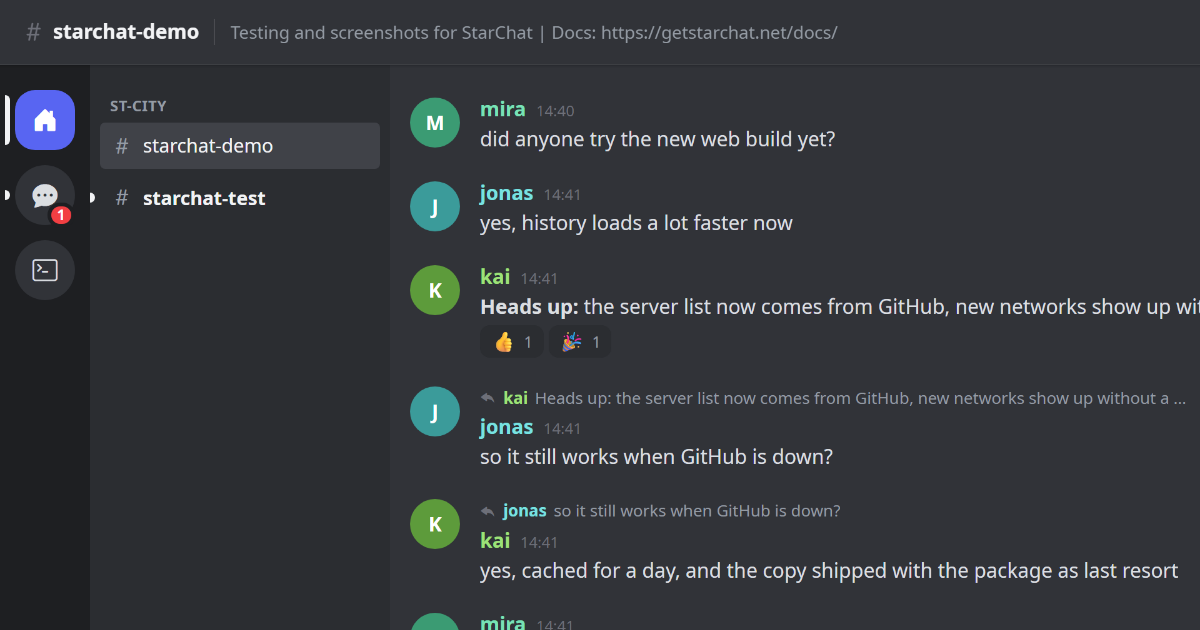 # starchat-demo
Testing and screenshots for StarChat | Docs: https://getstarchat.net/docs/
1
ST-CITY
# starchat-demo
# starchat-test
M
mira 14:40
did anyone try the new web build yet?
J
jonas 14:41
yes, history loads a lot faster now
K
kai 14:41
Heads up: the server list now comes from GitHub, new networks show up
👍 1 🎉 1
kai Heads up: the server list now comes from GitHub, new networks show up without a ...
J
jonas 14:41
so it still works when GitHub is down?
jonas so it still works when GitHub is down?
K
kai 14:41
yes, cached for a day, and the copy shipped with the package as last resort
mira 14:41